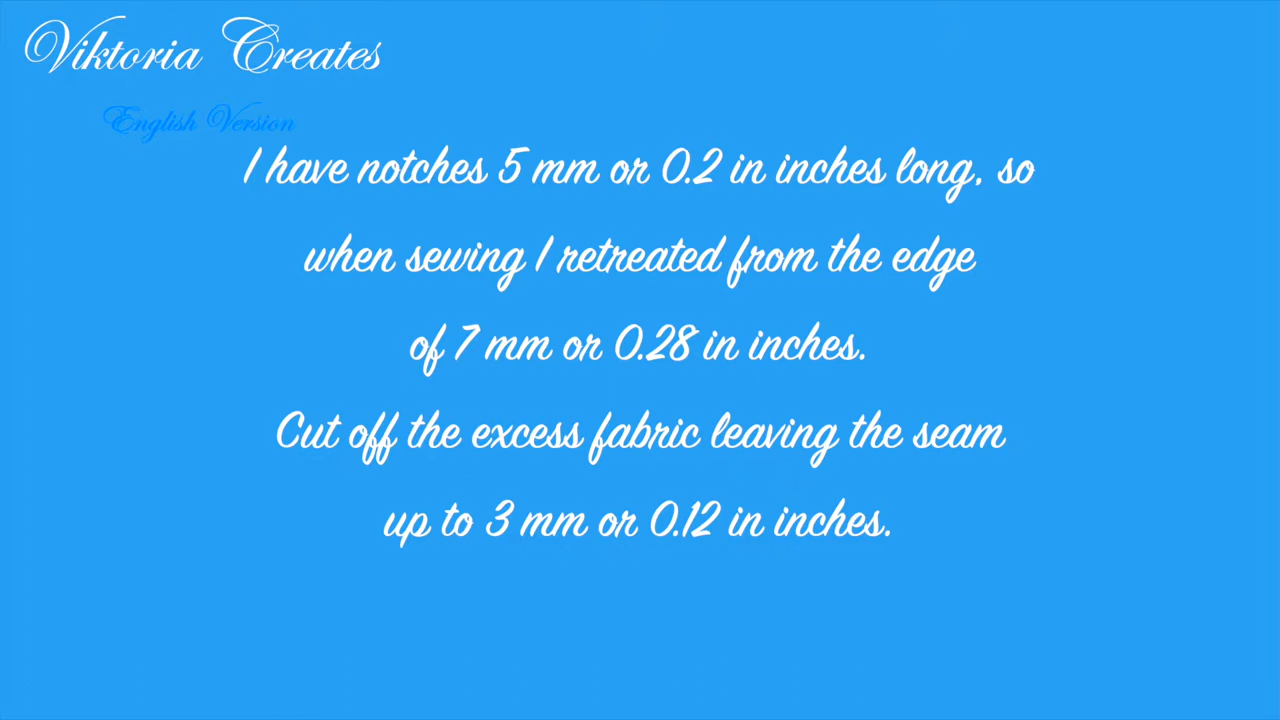 Viktoria Creates
English Version
I have notches 5 mm or 0.2 in inches long, so
when sewing I retreated from the edge
of 7 mm or 0.28 in inches.
Cut off the excess fabric leaving the seam
up to 3 mm or 0.12 in inches.